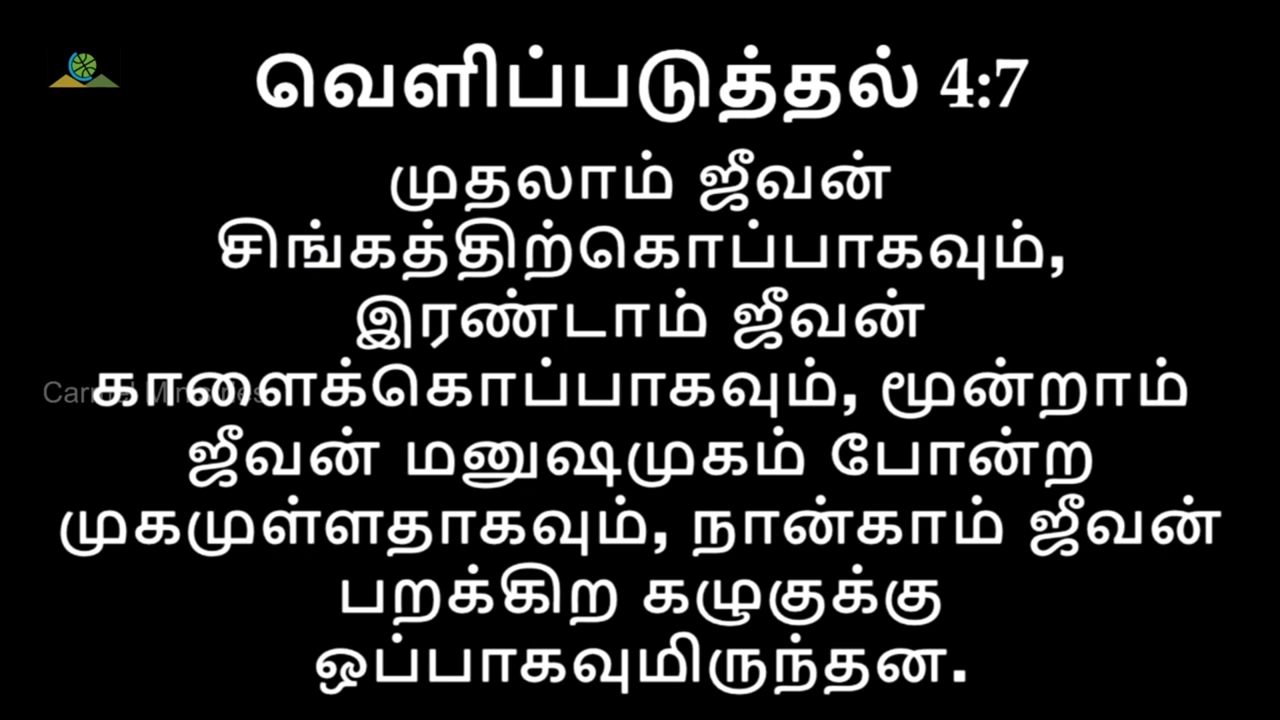 வெளிப்படுத்தல் 4:7
முதலாம் ஜீவன்
சிங்கத்திற்கொப்பாகவும்,
இரண்டாம் ஜீவன்
காளைக்கொப்பாகவும், மூன்றாம்
ஜீவன் மனுஷமுகம் போன்ற
முகமுள்ளதாகவும், நான்காம் ஜீவன்
பறக்கிற கழுகுக்கு
ஒப்பாகவுமிருந்தன.